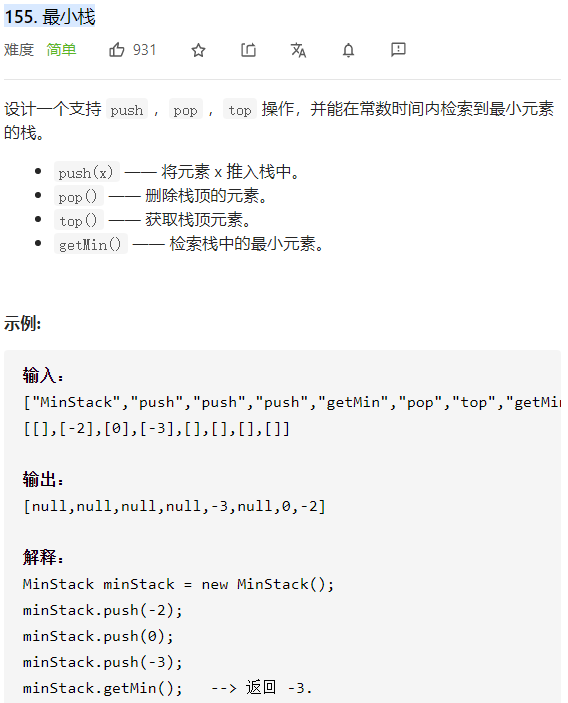 155. 最小栈
难度 简单 931
设计一个支持 push ，pop ，top 操作，并能在常数时间内检索到最小元素
的栈。
push(x) —— 将元素 x 推入栈中。
pop() —— 删除栈顶的元素。
top() —— 获取栈顶元素。
getMin() —— 检索栈中的最小元素。
示例:
输入：
["MinStack","push","push","push","getMin","pop","top","getMin
[[],[-2],[0],[-3],[],[],[],[]]
输出：
[null,null,null,null,-3,null,0,-2]
解释：
MinStack minStack = new MinStack();
minStack.push(-2);
minStack.push(0);
minStack.push(-3);
minStack.getMin();   --> 返回 -3.